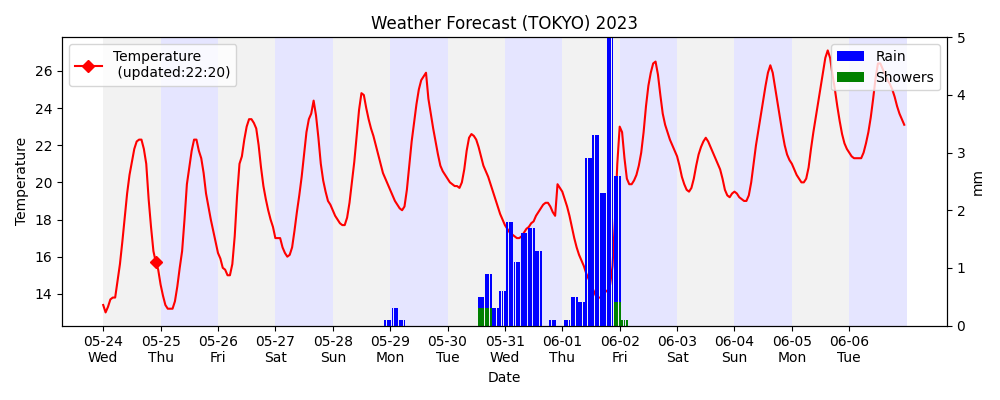 Weather Forecast (TOKYO) 2023
Temperature
(updated:22:20)
Rain
Showers
Temperature
26
24
22
20
18
16
14
5
4
3
2
1
0
mm
05-24 05-25 05-26 05-27 05-28 05-29 05-30 05-31 06-01 06-02 06-03 06-04 06-05 06-06
Wed Thu Fri Sat Sun Mon Tue Wed Thu Fri Sat Sun Mon Tue
Date